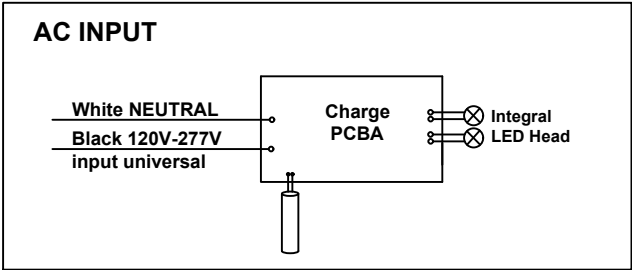 AC INPUT
White NEUTRAL
Black 120V-277V
input universal
Charge
PCBA
Integral
LED Head